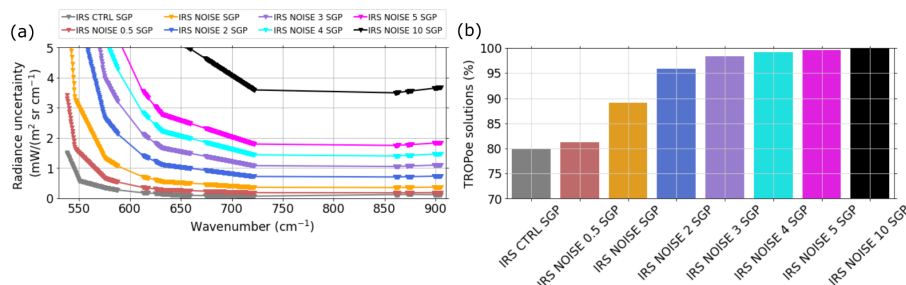 (a)
IRS CTRL SGP IRS NOISE SGP IRS NOISE 3 SGP IRS NOISE 5 SGP
IRS NOISE 0.5 SGP IRS NOISE 2 SGP IRS NOISE 4 SGP IRS NOISE 10 SGP
Radiance uncertainty
(mW/(m² sr cm⁻¹)
5
4
3
2
1
0
550 600 650 700 750 800 850 900
Wavenumber (cm⁻¹)
(b)
TROPoe solutions (%)
100
95
90
85
80
75
70
IRS CTRL SGP
IRS NOISE 0.5 SGP
IRS NOISE SGP
IRS NOISE 2 SGP
IRS NOISE 3 SGP
IRS NOISE 4 SGP
IRS NOISE 5 SGP
IRS NOISE 10 SGP